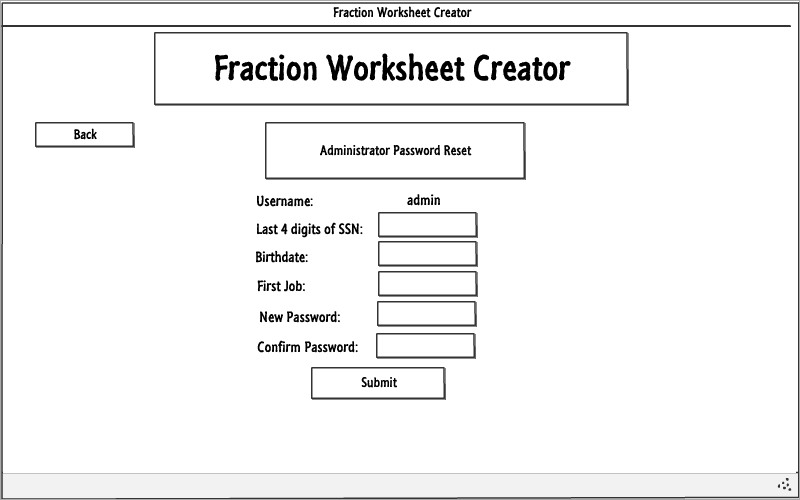 Fraction Worksheet Creator
Fraction Worksheet Creator
Back
Administrator Password Reset
Username: admin
Last 4 digits of SSN:
Birthdate:
First Job:
New Password:
Confirm Password:
Submit